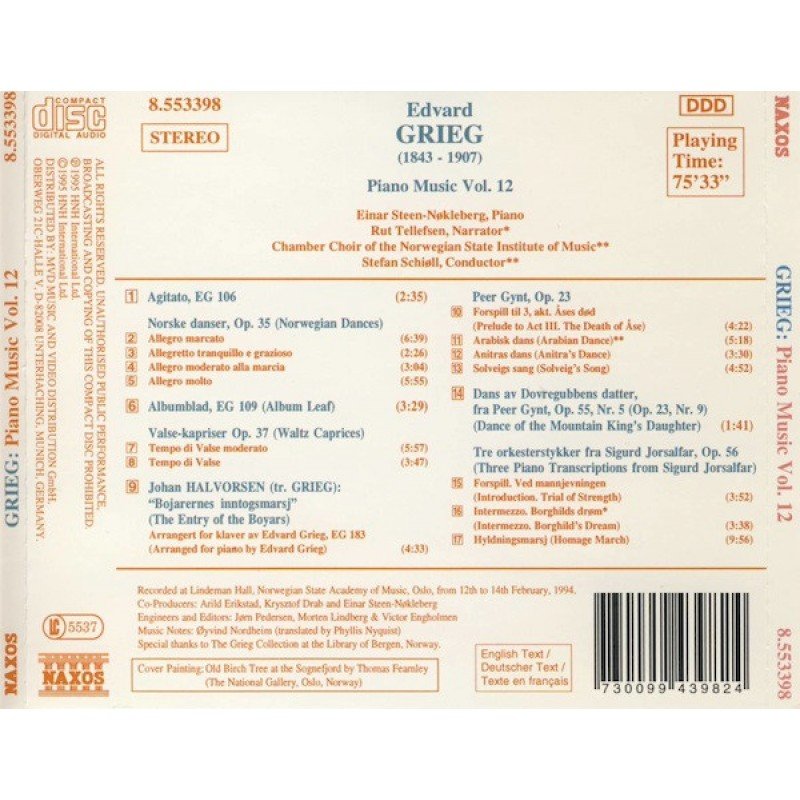 8.553398
NAXOS
COMPACT
disc
DIGITAL AUDIO
8.553398
STEREO
Edvard
GRIEG
(1843 - 1907)
Piano Music Vol. 12
DDD
Playing
Time:
75'33”
Einar Steen-Nøkleberg, Piano
Rut Tellefsen, Narrator*
Chamber Choir of the Norwegian State Institute of Music**
Stefan Schiøll, Conductor**
1 Agitato, EG 106 (2:35)
Norske danser, Op. 35 (Norwegian Dances)
2 Allegro marcato (6:39)
3 Allegretto tranquillo e grazioso (2:26)
4 Allegro moderato alla marcia (3:04)
5 Allegro molto (5:55)
6 Albumblad, EG 109 (Album Leaf) (3:29)
Valse-kapriser Op. 37 (Waltz Caprices)
7 Tempo di Valse moderato (5:57)
8 Tempo di Valse (3:47)
9 Johan HALVORSEN (tr. GRIEG):
“Bojarernes inntogsmarsj”
(The Entry of the Boyars)
Arrangert for klaver av Edvard Grieg, EG 183
(Arranged for piano by Edvard Grieg) (4:33)
Peer Gynt, Op. 23
10 Forspill til 3, akt. Åses død
(Prelude to Act III. The Death of Åse) (4:22)
11 Arabisk dans (Arabian Dance)** (5:18)
12 Anitras dans (Anitra's Dance) (3:30)
13 Solveigs sang (Solveig's Song) (4:52)
14 Dans av Dovregubbens datter,
fra Peer Gynt, Op. 55, Nr. 5 (Op. 23, Nr. 9)
(Dance of the Mountain King's Daughter) (1:41)
Tre orkesterstykker fra Sigurd Jorsalfar, Op. 56
(Three Piano Transcriptions from Sigurd Jorsalfar)
15 Forspill. Ved mannjevningen
(Introduction. Trial of Strength) (3:52)
16 Intermezzo. Borghilds drøm*
(Intermezzo. Borghild's Dream) (3:38)
17 Hyldningsmarsj (Homage March) (9:56)
Recorded at Lindeman Hall, Norwegian State Academy of Music, Oslo, from 12th to 14th February, 1994.
Co-Producers: Arild Erikstad, Krysztof Drab and Einar Steen-Nøkleberg
Engineers and Editors: Jørn Pedersen, Morten Lindberg & Victor Engholmen
Music Notes: Øyvind Nordheim (translated by Phyllis Nyquist)
Special thanks to The Grieg Collection at the Library of Bergen, Norway.
Cover Painting: Old Birch Tree at the Sognefjord by Thomas Fearnley
(The National Gallery, Oslo, Norway)
English Text /
Deutscher Text /
Texte en français
7 30099 43982 4
LC 5537
NAXOS
ALL RIGHTS RESERVED. UNAUTHORISED PUBLIC PERFORMANCE,
BROADCASTING AND COPYING OF THIS COMPACT DISC PROHIBITED.
℗ 1995 HNH International Ltd.
© 1995 HNH International Ltd.
DISTRIBUTED BY: MVD MUSIC AND VIDEO DISTRIBUTION GmbH,
OBERWEG 21C-HALLE V, D-82008 UNTERHACHING, MUNICH, GERMANY.
GRIEG: Piano Music Vol. 12
NAXOS
GRIEG: Piano Music Vol. 12
8.553398